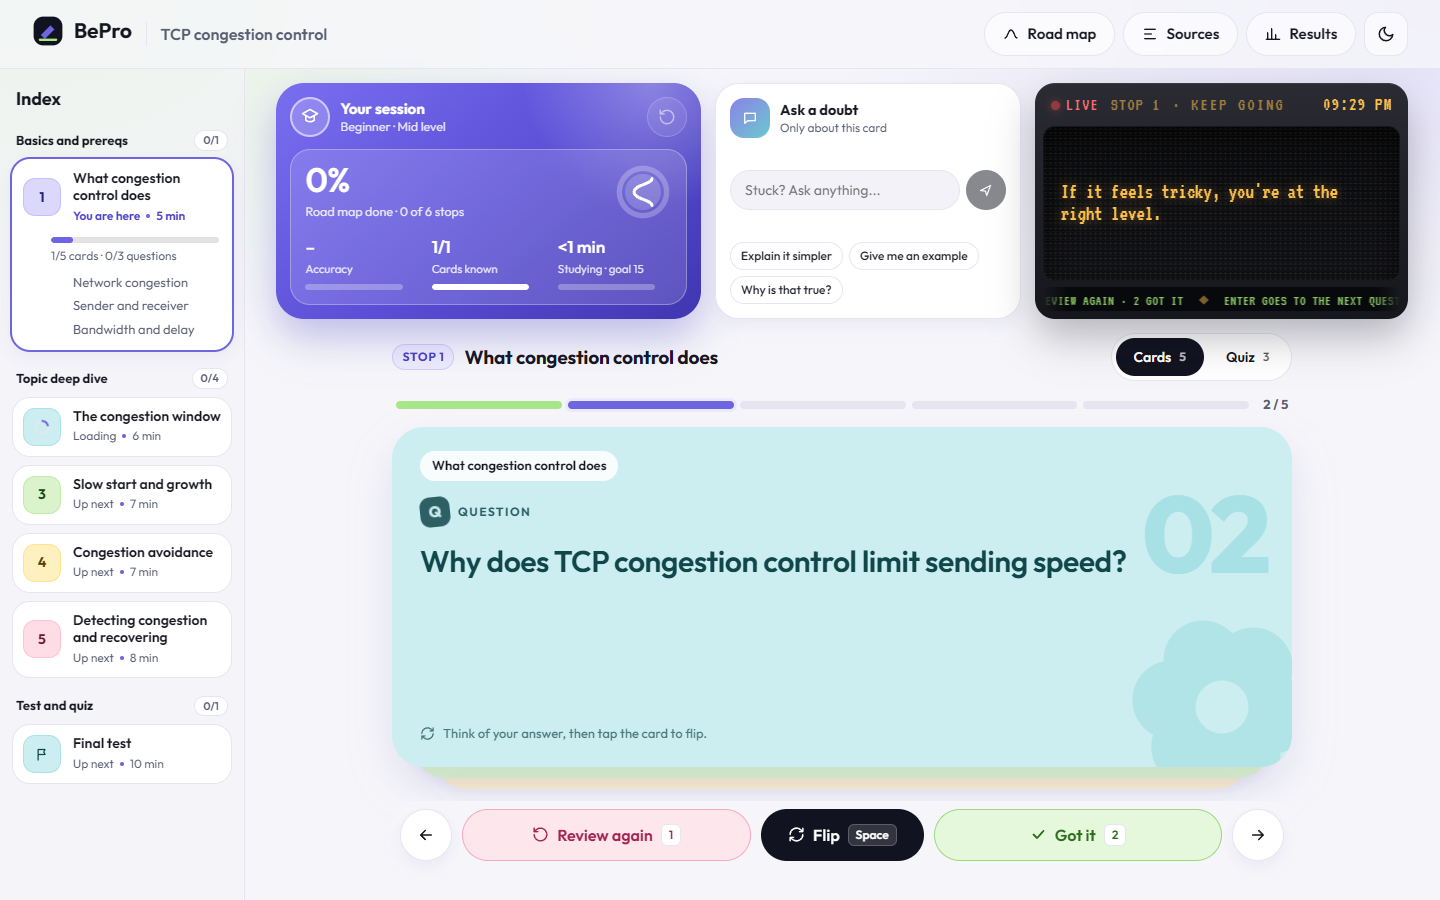 BePro
TCP congestion control
Road map
Sources
Results
Index
Basics and prereqs
0/1
1
What congestion
control does
You are here • 5 min
1/5 cards · 0/3 questions
Network congestion
Sender and receiver
Bandwidth and delay
Topic deep dive
0/4
The congestion window
Loading • 6 min
3
Slow start and growth
Up next • 7 min
4
Congestion avoidance
Up next • 7 min
5
Detecting congestion
and recovering
Up next • 8 min
Test and quiz
0/1
Final test
Up next • 10 min
Your session
Beginner · Mid level
0%
Road map done · 0 of 6 stops
–
Accuracy
1/1
Cards known
<1 min
Studying · goal 15
Ask a doubt
Only about this card
Stuck? Ask anything...
Explain it simpler
Give me an example
Why is that true?
LIVE STOP 1 · KEEP GOING
09:29 PM
If it feels tricky, you're at the
right level.
EVIEW AGAIN · 2 GOT IT ◆ ENTER GOES TO THE NEXT QUEST
STOP 1
What congestion control does
Cards 5
Quiz 3
2 / 5
What congestion control does
Q QUESTION
02
Why does TCP congestion control limit sending speed?
Think of your answer, then tap the card to flip.
Review again 1
Flip Space
Got it 2